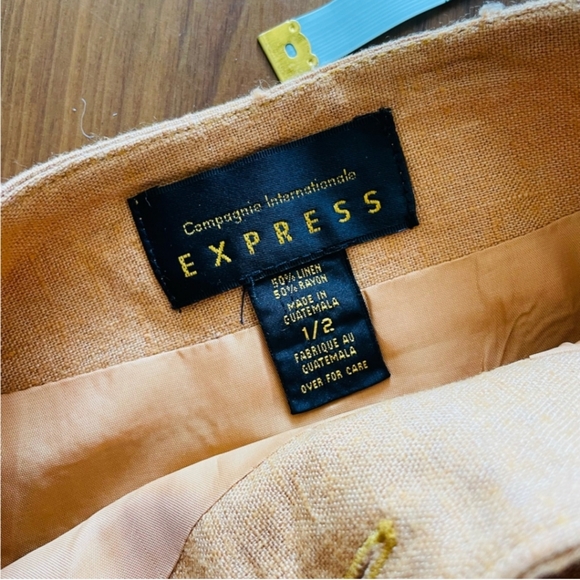 Compagnie Internationale
EXPRESS
50% LINEN
50% RAYON
MADE IN
GUATEMALA
1/2
FABRIQUE AU
GUATEMALA
OVER FOR CARE